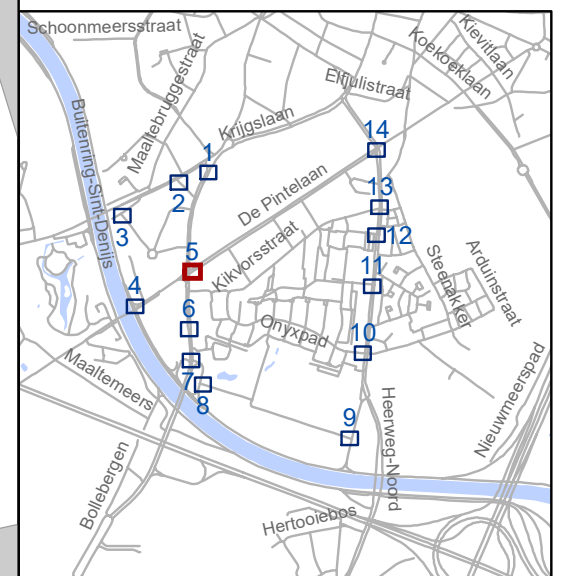 Schoonmeersstraat
Kievitlaan
Koekoeklaan
Maaltebruggestraat
Elfjulistraat
Krijgslaan
14
1
Buitenring-Sint-Denijs
2
De Pintelaan
13
3
Kikvorsstraat
12
5
Steenakker
Arduinstraat
11
4
6
Onyxpad
10
Maaltemeers
7
8
Heerweg-Noord
Nieuwmeerspad
9
Bollebergen
Hertooiebos